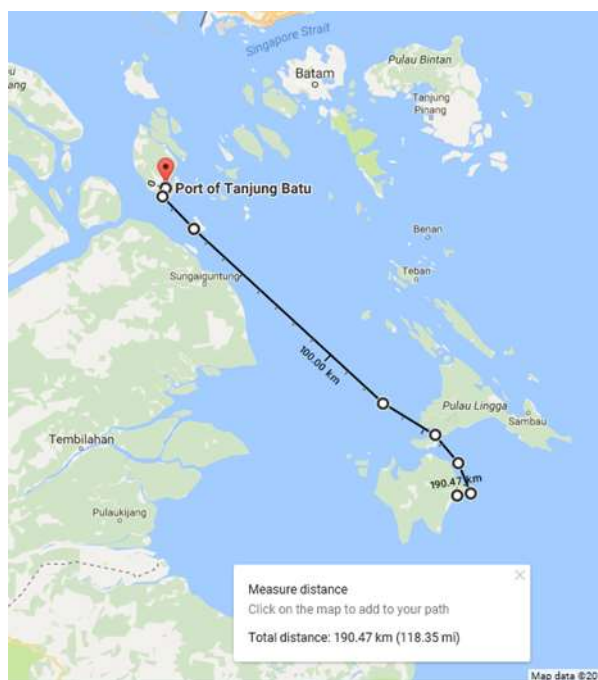 Singapore Strait
Pulau Bintan
Batam
Tanjung
Pinang
Port of Tanjung Batu
Benan
Teban
Sungaiguntung
100.00 km
Pulau Lingga
Sambau
Tembilahan
190.47 km
Pulaukijang
Measure distance
Click on the map to add to your path
Total distance: 190.47 km (118.35 mi)
Map data ©20